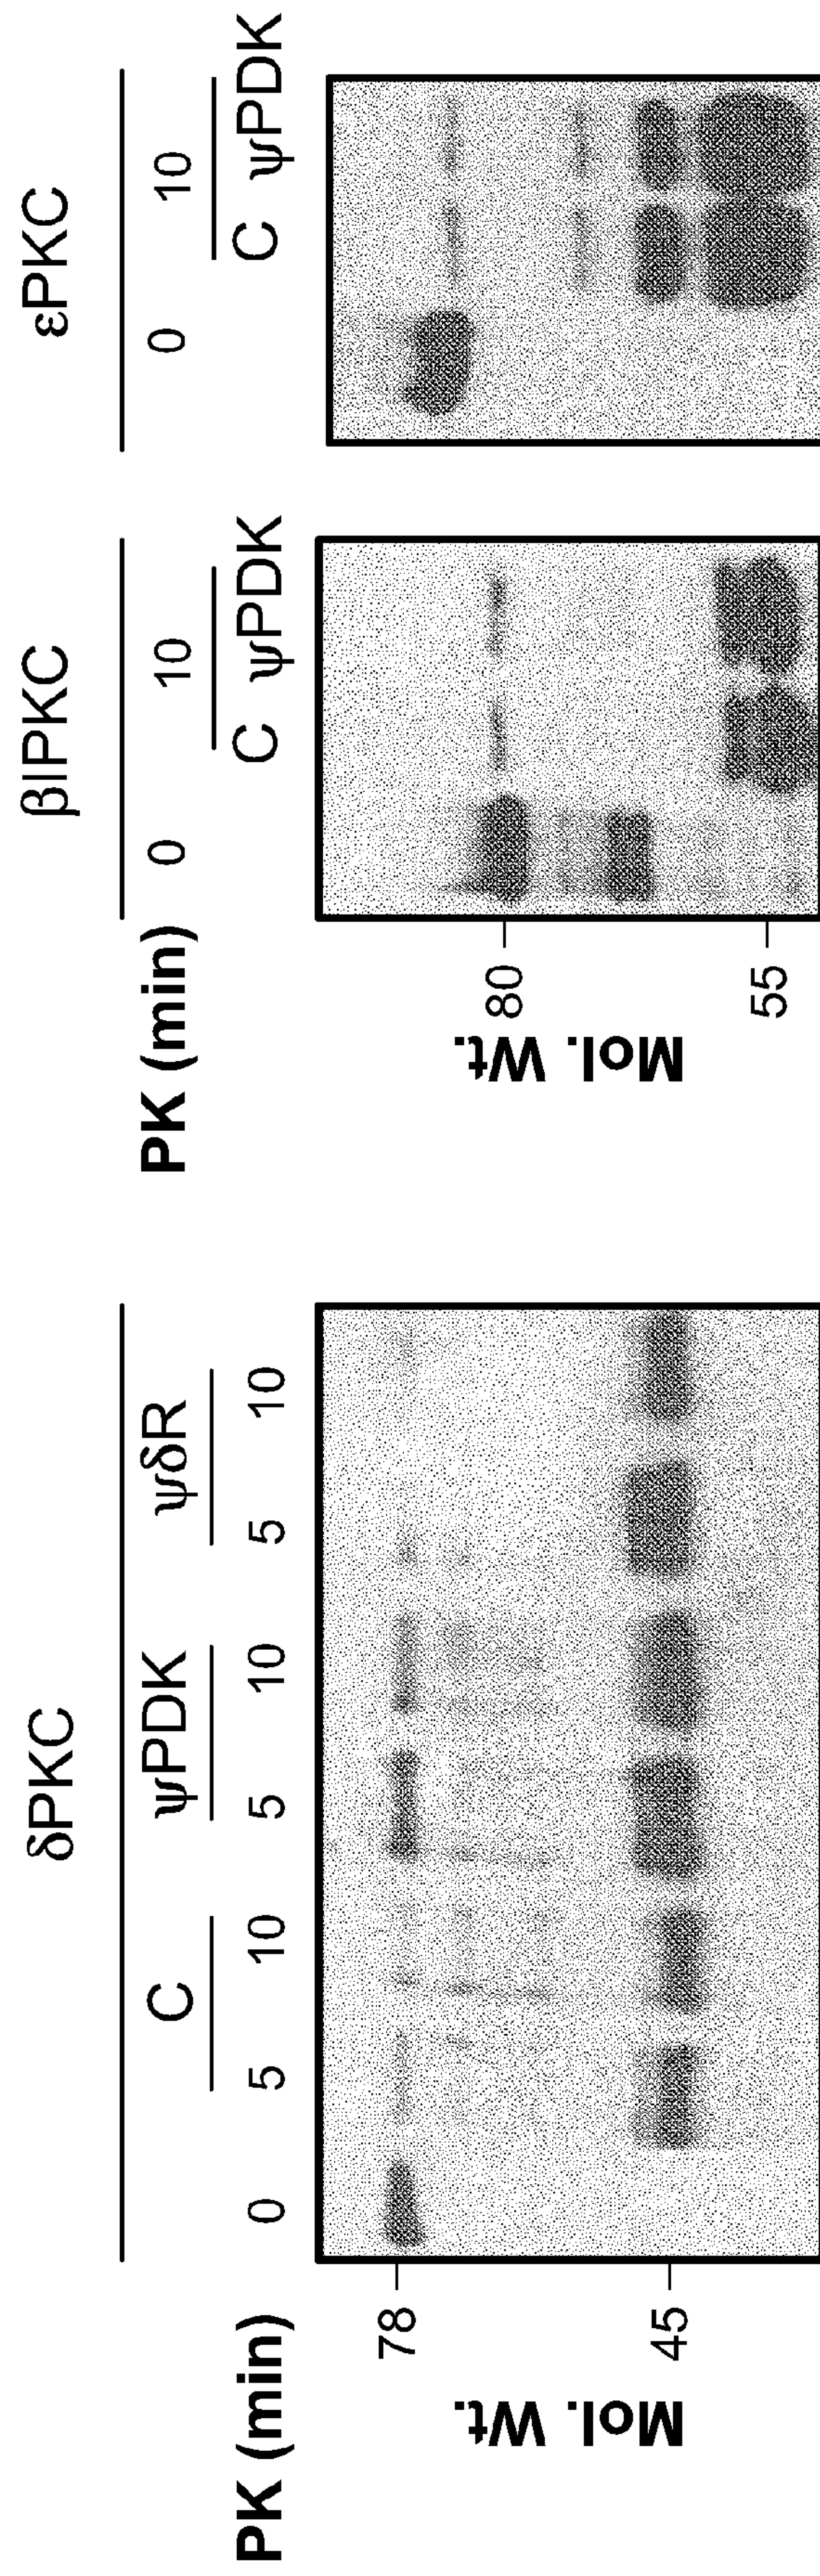 δPKC
C ψPDK ψδR
PK (min) 0 5 10 5 10 5 10
78
45
Mol. Wt.
βIPKC εPKC
PK (min) 0 10 0 10
C ψPDK C ψPDK
80
55
Mol. Wt.